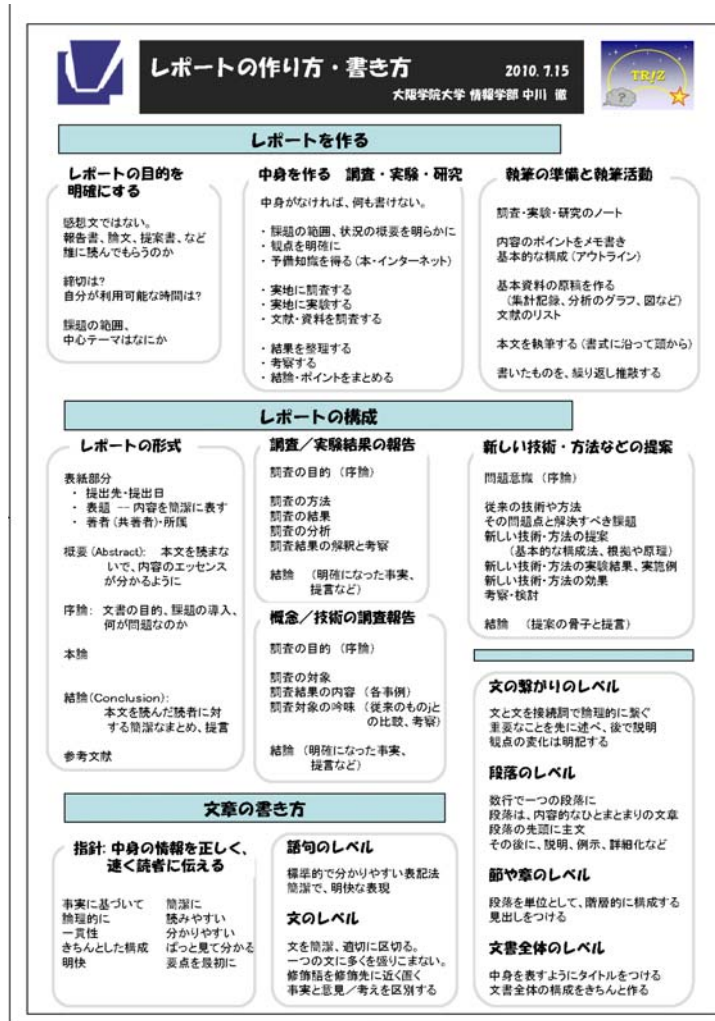 レポートの作り方・書き方
2010.7.15
大阪学院大学 情報学部 中川 徹
TRIZ
?
レポートを作る
レポートの目的を
明確にする
感想文ではない。
報告書、論文、提案書、など
誰に読んでもらうのか
締切は?
自分が利用可能な時間は?
課題の範囲、
中心テーマはなにか
中身を作る 調査・実験・研究
中身がなければ、何も書けない。
・課題の範囲、状況の概要を明らかに
・観点を明確に
・予備知識を得る(本・インターネット)
・実地に調査する
・実地に実験する
・文献・資料を調査する
・結果を整理する
・考察する
・結論・ポイントをまとめる
執筆の準備と執筆活動
調査・実験・研究のノート
内容のポイントをメモ書き
基本的な構成(アウトライン)
基本資料の原稿を作る
(集計記録、分析のグラフ、図など)
文献のリスト
本文を執筆する(書式に沿って頭から)
書いたものを、繰り返し推敲する
レポートの構成
レポートの形式
表紙部分
・ 提出先・提出日
・ 表題 -- 内容を簡潔に表す
・ 著者(共著者)・所属
概要(Abstract): 本文を読まな
いで、内容のエッセンス
が分かるように
序論: 文書の目的、課題の導入、
何が問題なのか
本論
結論(Conclusion):
本文を読んだ読者に対
する簡潔なまとめ、提言
参考文献
調査/実験結果の報告
調査の目的 (序論)
調査の方法
調査の結果
調査の分析
調査結果の解釈と考察
結論 (明確になった事実、
提言など)
概念/技術の調査報告
調査の目的 (序論)
調査の対象
調査結果の内容 (各事例)
調査対象の吟味 (従来のものjと
の比較、考察)
結論 (明確になった事実、
提言など)
新しい技術・方法などの提案
問題意識 (序論)
従来の技術や方法
その問題点と解決すべき課題
新しい技術・方法の提案
(基本的な構成法、根拠や原理)
新しい技術・方法の実験結果、実施例
新しい技術・方法の効果
考察・検討
結論 (提案の骨子と提言)
文章の書き方
指針: 中身の情報を正しく、
速く読者に伝える
事実に基づいて 簡潔に
論理的に 読みやすい
一貫性 分かりやすい
きちんとした構成 ぱっと見て分かる
明快 要点を最初に
語句のレベル
標準的で分かりやすい表記法
簡潔で、明快な表現
文のレベル
文を簡潔、適切に区切る。
一つの文に多くを盛りこまない。
修飾語を修飾先に近く置く
事実と意見/考えを区別する
文の繋がりのレベル
文と文を接続詞で論理的に繋ぐ
重要なことを先に述べ、後で説明
観点の変化は明記する
段落のレベル
数行で一つの段落に
段落は、内容的なひとまとまりの文章
段落の先頭に主文
その後に、説明、例示、詳細化など
節や章のレベル
段落を単位として、階層的に構成する
見出しをつける
文書全体のレベル
中身を表すようにタイトルをつける
文書全体の構成をきちんと作る